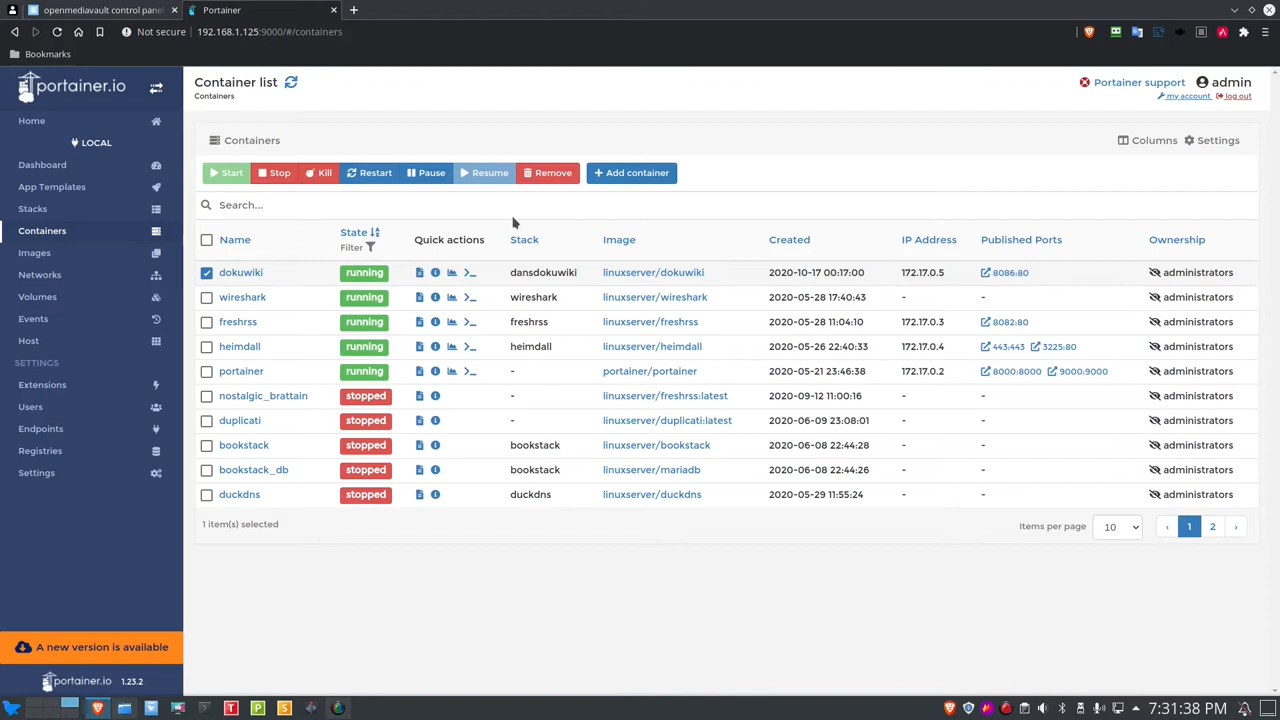 openmediavault control pane
Portainer
Not secure
192.168.1.125:9000/#/containers
Bookmarks
portainer.io
Home
LOCAL
Dashboard
App Templates
Stacks
Containers
Images
Networks
Volumes
Events
Host
SETTINGS
Extensions
Users
Endpoints
Registries
Settings
A new version is available
portainer.io 1.23.2
Container list
Containers
Portainer support admin
my account log out
Containers
Columns Settings
Start Stop Kill Restart Pause Resume Remove Add container
Search...
Name State Filter Quick actions Stack Image Created IP Address Published Ports Ownership
dokuwiki running dansdokuwiki linuxserver/dokuwiki 2020-10-17 00:17:00 172.17.0.5 8086:80 administrators
wireshark running wireshark linuxserver/wireshark 2020-05-28 17:40:43 - - administrators
freshrss running freshrss linuxserver/freshrss 2020-05-28 11:04:10 172.17.0.3 8082:80 administrators
heimdall running heimdall linuxserver/heimdall 2020-05-26 22:40:33 172.17.0.4 443:443 3225:80 administrators
portainer running - portainer/portainer 2020-05-21 23:46:38 172.17.0.2 8000:8000 9000:9000 administrators
nostalgic_brattain stopped - linuxserver/freshrss:latest 2020-09-12 11:00:16 - - administrators
duplicati stopped - linuxserver/duplicati:latest 2020-06-09 23:08:01 - - administrators
bookstack stopped bookstack linuxserver/bookstack 2020-06-08 22:44:28 - - administrators
bookstack_db stopped bookstack linuxserver/mariadb 2020-06-08 22:44:26 - - administrators
duckdns stopped duckdns linuxserver/duckdns 2020-05-29 11:55:24 - - administrators
1 item(s) selected
Items per page 10 ‹ 1 2 ›
T P S
7:31:38 PM